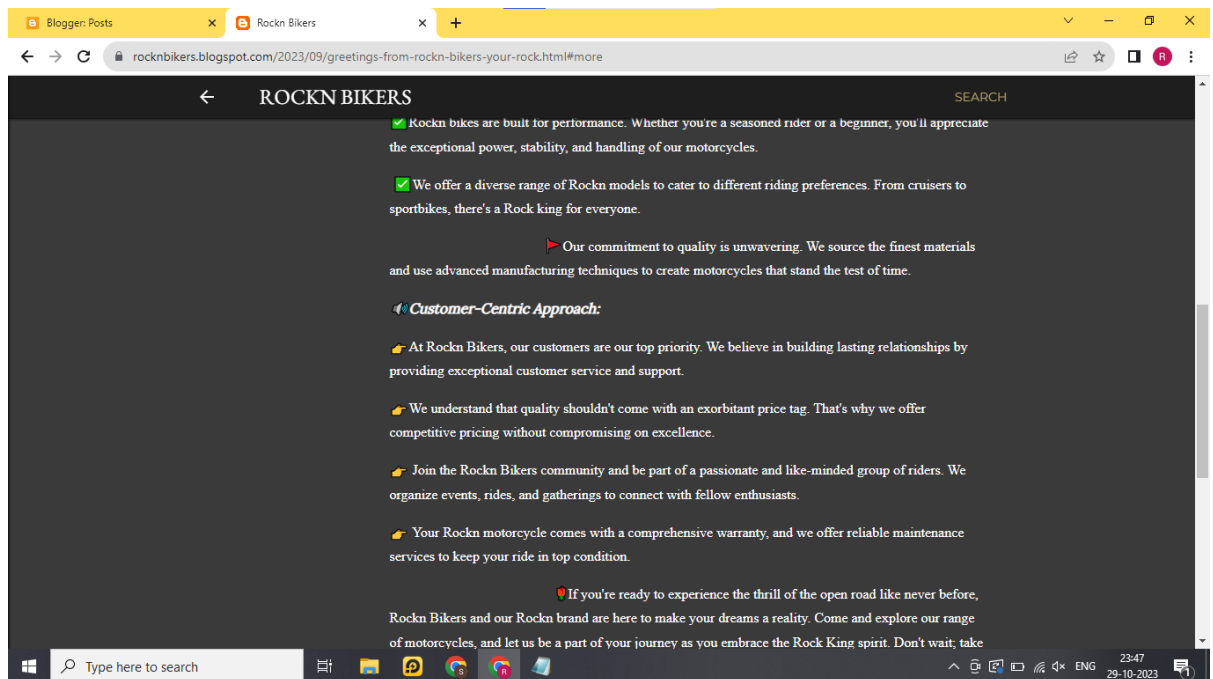 Blogger: Posts
Rockn Bikers
rocknbikers.blogspot.com/2023/09/greetings-from-rockn-bikers-your-rock.html#more
R
ROCKN BIKERS
SEARCH
✅ Rockn bikes are built for performance. Whether you're a seasoned rider or a beginner, you'll appreciate
the exceptional power, stability, and handling of our motorcycles.
✅ We offer a diverse range of Rockn models to cater to different riding preferences. From cruisers to
sportbikes, there's a Rock king for everyone.
🚩 Our commitment to quality is unwavering. We source the finest materials
and use advanced manufacturing techniques to create motorcycles that stand the test of time.
🔊 Customer-Centric Approach:
👉 At Rockn Bikers, our customers are our top priority. We believe in building lasting relationships by
providing exceptional customer service and support.
👉 We understand that quality shouldn't come with an exorbitant price tag. That's why we offer
competitive pricing without compromising on excellence.
👉 Join the Rockn Bikers community and be part of a passionate and like-minded group of riders. We
organize events, rides, and gatherings to connect with fellow enthusiasts.
👉 Your Rockn motorcycle comes with a comprehensive warranty, and we offer reliable maintenance
services to keep your ride in top condition.
🌹 If you're ready to experience the thrill of the open road like never before,
Rockn Bikers and our Rockn brand are here to make your dreams a reality. Come and explore our range
of motorcycles, and let us be a part of your journey as you embrace the Rock King spirit. Don't wait; take
Type here to search
ENG
23:47
29-10-2023